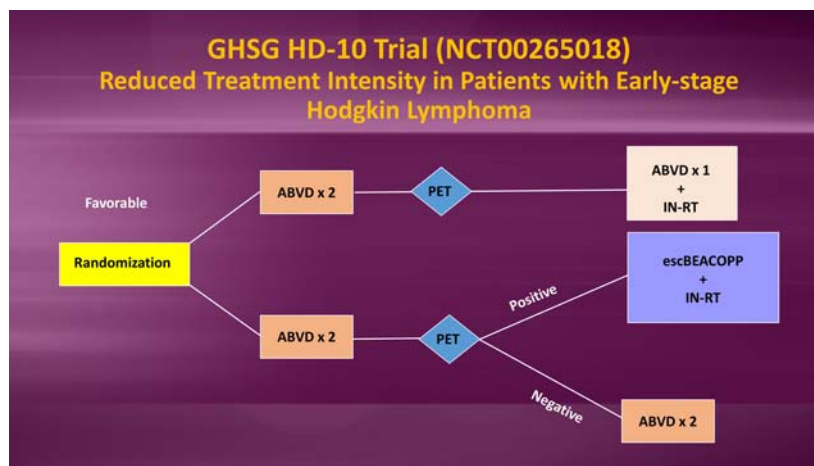 GHSG HD-10 Trial (NCT00265018)
Reduced Treatment Intensity in Patients with Early-stage
Hodgkin Lymphoma
Favorable
Randomization
ABVD x 2
PET
ABVD x 1
+
IN-RT
ABVD x 2
PET
Positive
escBEACOPP
+
IN-RT
Negative
ABVD x 2